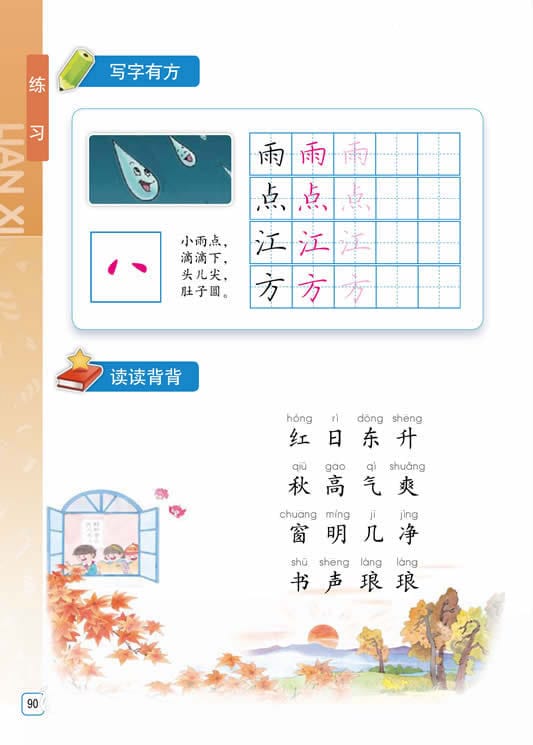 练
习
LIAN XI
写字有方
雨 雨 雨
点 点 点
江 江 江
方 方 方
小雨点，
滴滴下，
头儿尖，
肚子圆。
读读背背
hóng rì dōng shēng
红 日 东 升
qiū gāo qì shuǎng
秋 高 气 爽
chuāng míng jī jìng
窗 明 几 净
shū shēng láng láng
书 声 琅 琅
90